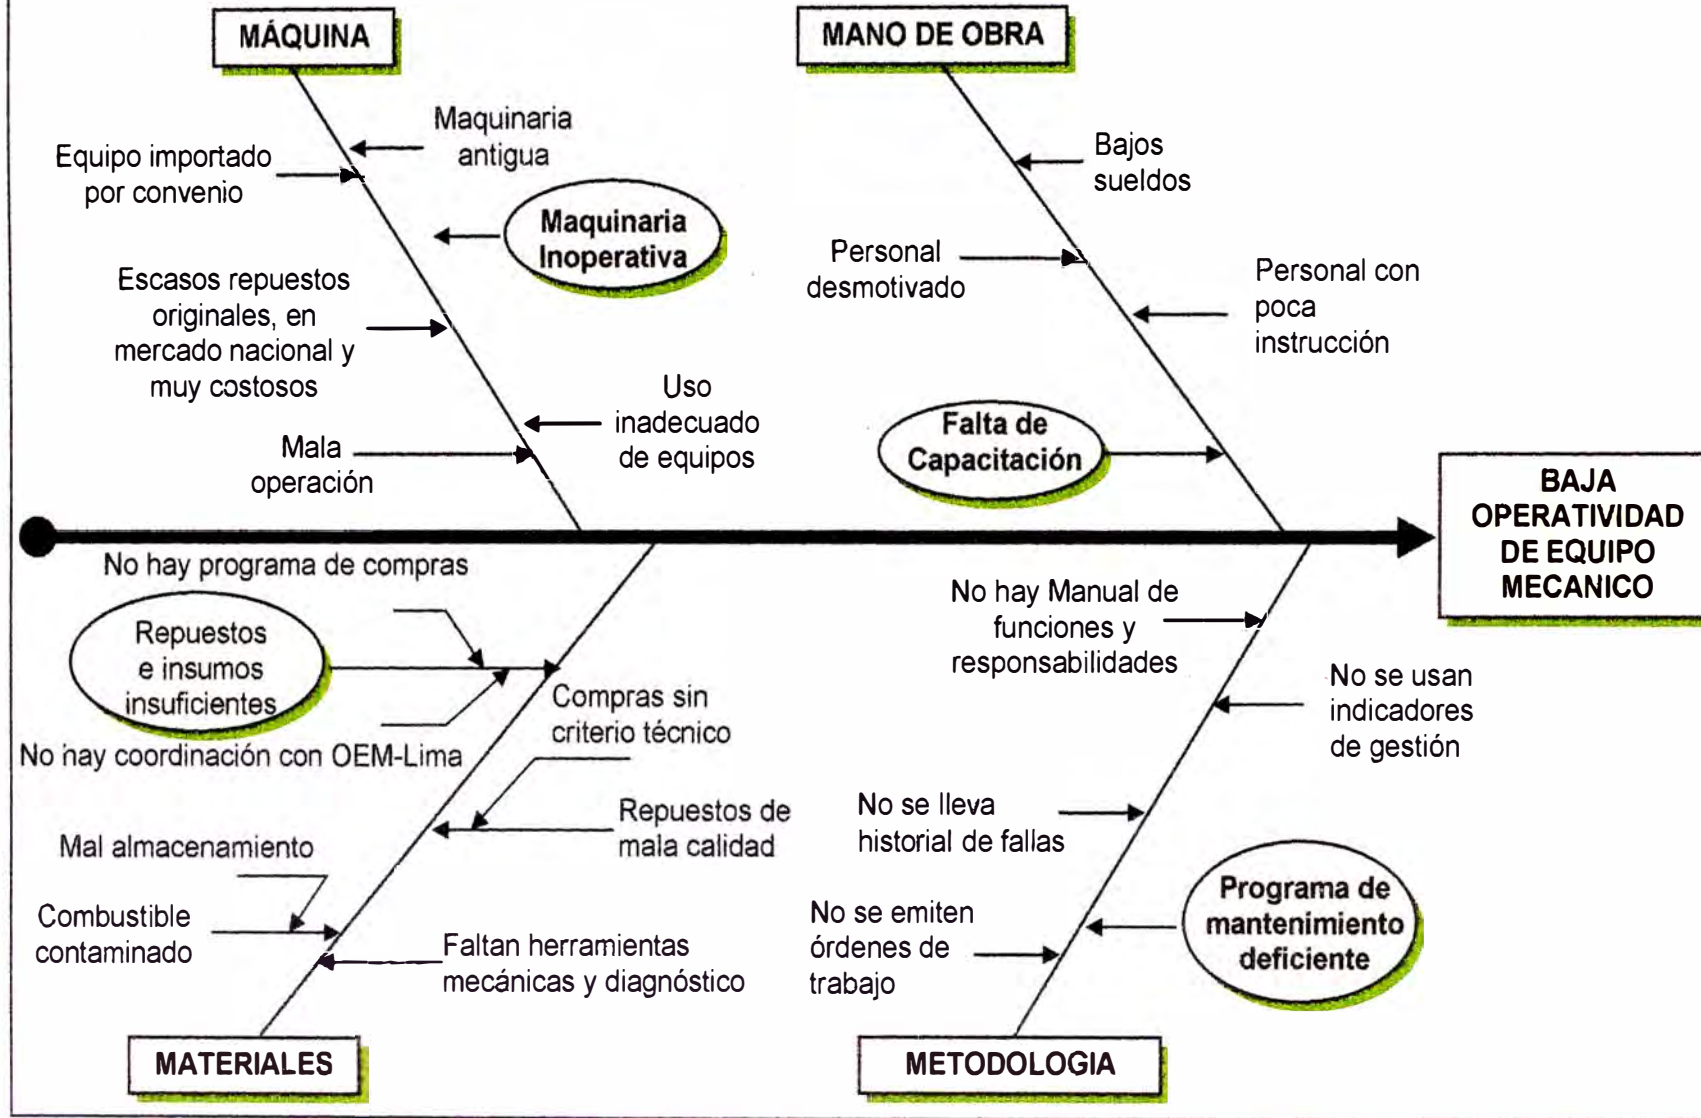 MÁQUINA
MANO DE OBRA
Maquinaria
antigua
Equipo importado
por convenio
Maquinaria
Inoperativa
Escasos repuestos
originales, en
mercado nacional y
muy costosos
Uso
inadecuado
de equipos
Mala
operación
Bajos
sueldos
Personal
desmotivado
Personal con
poca
instrucción
Falta de
Capacitación
BAJA
OPERATIVIDAD
DE EQUIPO
MECANICO
No hay programa de compras
Repuestos
e insumos
insuficientes
No hay coordinación con OEM-Lima
Compras sin
criterio técnico
Repuestos de
mala calidad
Mal almacenamiento
Combustible
contaminado
Faltan herramientas
mecánicas y diagnóstico
No hay Manual de
funciones y
responsabilidades
No se usan
indicadores
de gestión
No se lleva
historial de fallas
Programa de
mantenimiento
deficiente
No se emiten
órdenes de
trabajo
MATERIALES
METODOLOGIA